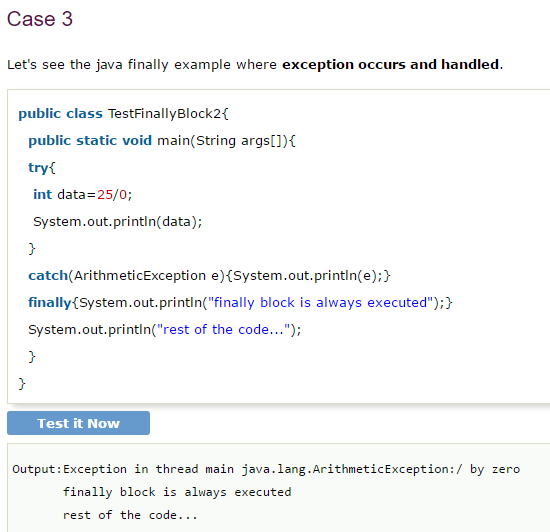 Case 3
Let's see the java finally example where exception occurs and handled.
public class TestFinallyBlock2{
public static void main(String args[]){
try{
int data=25/0;
System.out.println(data);
}
catch(ArithmeticException e){System.out.println(e);}
finally{System.out.println("finally block is always executed");}
System.out.println("rest of the code...");
}
}
Test it Now
Output:Exception in thread main java.lang.ArithmeticException:/ by zero
finally block is always executed
rest of the code...